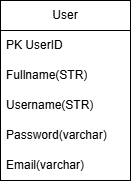 User
PK UserID
Fullname(STR)
Username(STR)
Password(varchar)
Email(varchar)